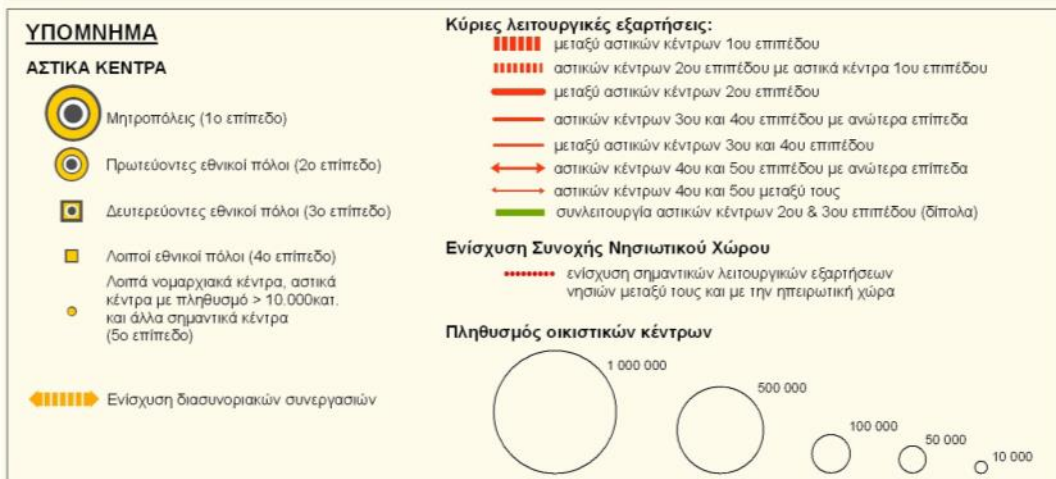 ΥΠΟΜΝΗΜΑ
ΑΣΤΙΚΑ ΚΕΝΤΡΑ
Μητροπόλεις (1ο επίπεδο)
Πρωτεύοντες εθνικοί πόλοι (2ο επίπεδο)
Δευτερεύοντες εθνικοί πόλοι (3ο επίπεδο)
Λοιποί εθνικοί πόλοι (4ο επίπεδο)
Λοιπά νομαρχιακά κέντρα, αστικά
κέντρα με πληθυσμό > 10.000κατ.
και άλλα σημαντικά κέντρα
(5ο επίπεδο)
Ενίσχυση διασυνοριακών συνεργασιών
Κύριες λειτουργικές εξαρτήσεις:
μεταξύ αστικών κέντρων 1ου επιπέδου
αστικών κέντρων 2ου επιπέδου με αστικά κέντρα 1ου επιπέδου
μεταξύ αστικών κέντρων 2ου επιπέδου
αστικών κέντρων 3ου και 4ου επιπέδου με ανώτερα επίπεδα
μεταξύ αστικών κέντρων 3ου και 4ου επιπέδου
αστικών κέντρων 4ου και 5ου επιπέδου με ανώτερα επίπεδα
αστικών κέντρων 4ου και 5ου μεταξύ τους
συνλειτουργία αστικών κέντρων 2ου & 3ου επιπέδου (δίπολα)
Ενίσχυση Συνοχής Νησιωτικού Χώρου
ενίσχυση σημαντικών λειτουργικών εξαρτήσεων
νησιών μεταξύ τους και με την ηπειρωτική χώρα
Πληθυσμός οικιστικών κέντρων
1 000 000
500 000
100 000
50 000
10 000